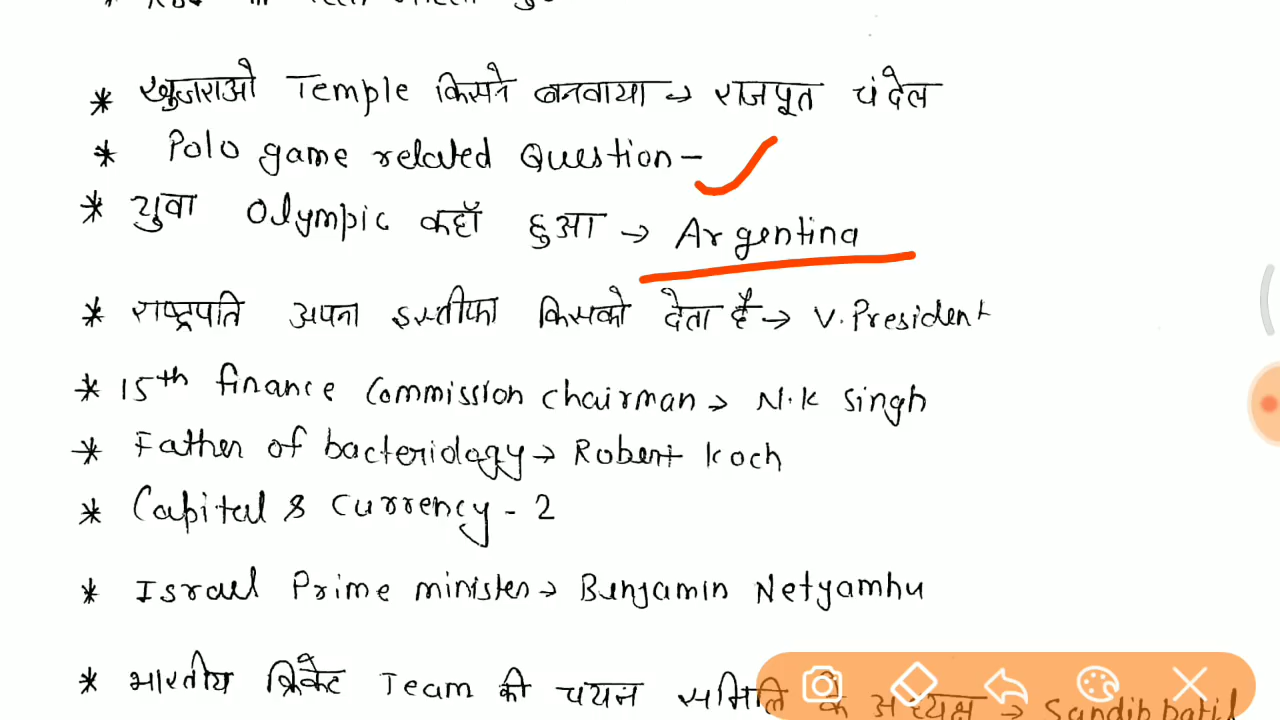 * खुजराओ Temple किसने बनवाया → राजपूत चंदेल
* Polo game related Question -
* युवा Olympic कहाँ हुआ → Argentina
* राष्ट्रपति अपना इस्तीफा किसको देता है → V. President
* 15th finance Commission chairman → N.K Singh
* Father of bacteriology → Robert Koch
* Capital & Currency - 2
* Israel Prime minister → Benjamin Netyamhu
* भारतीय क्रिकेट Team की चयन समिति के अध्यक्ष → Sandip patil